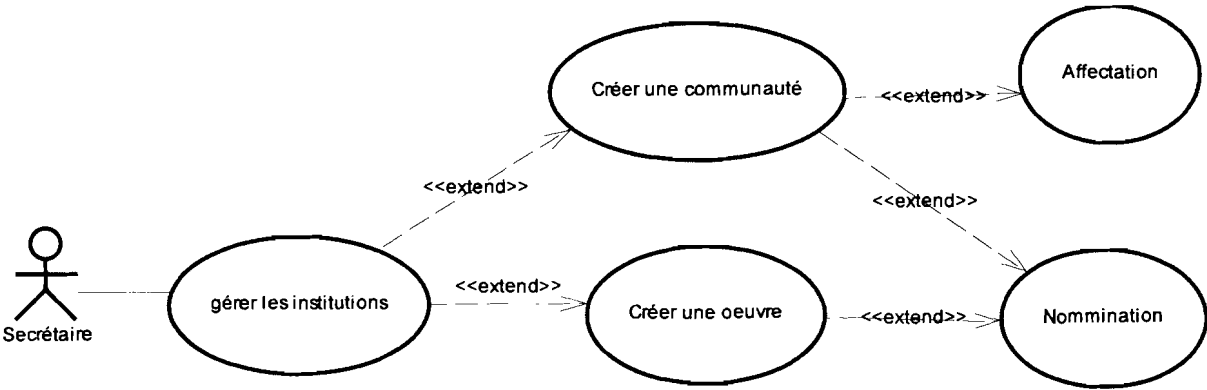 Affectation
Créer une communauté
<<extend>>
<<extend>>
<<extend>>
<<extend>>
gérer les institutions
Créer une oeuvre
<<extend>>
Nommination
Secrétaire